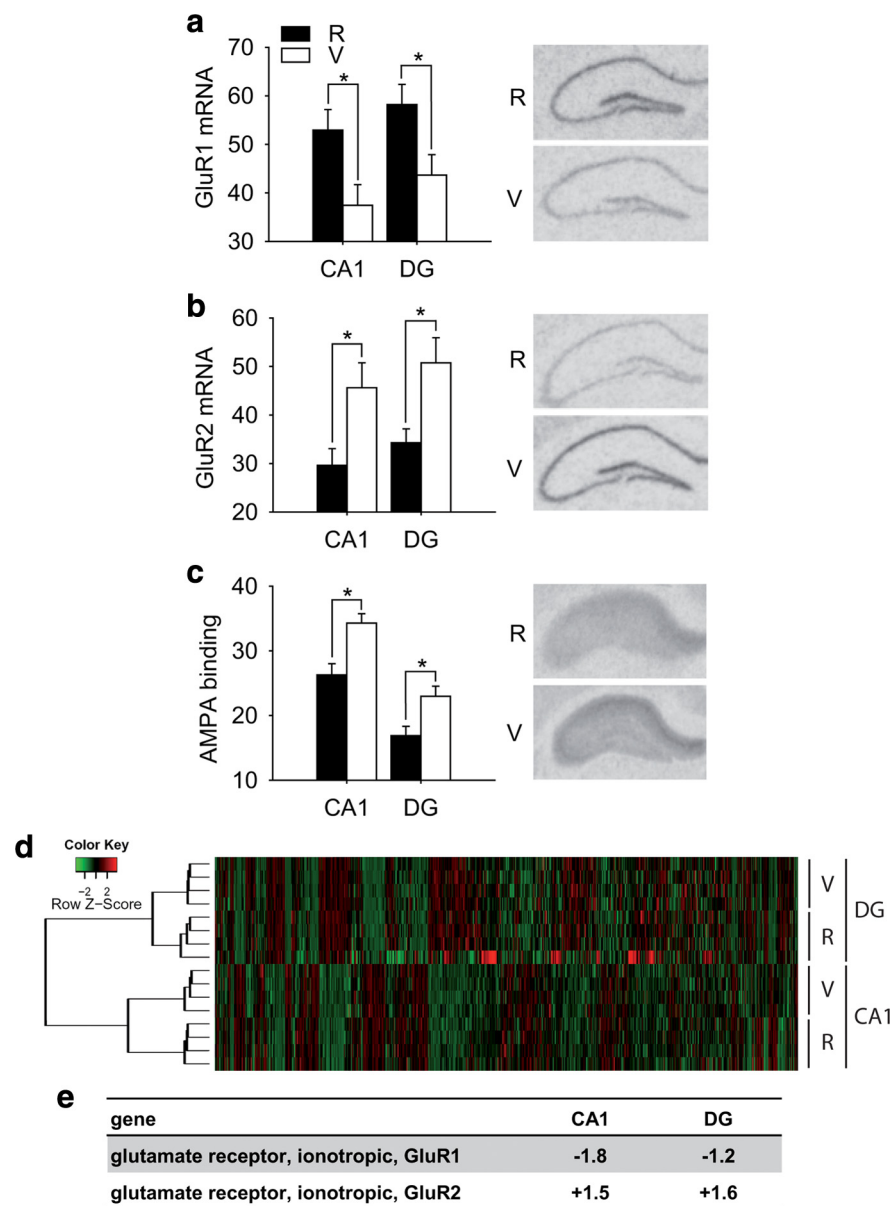 a
R
V
70
60
50
40
30
GluR1 mRNA
*
*
CA1 DG
R
V
b
60
50
40
30
20
GluR2 mRNA
*
*
CA1 DG
R
V
c
40
30
20
10
AMPA binding
*
*
CA1 DG
R
V
d
Color Key
−2 2
Row Z−Score
V
R
DG
V
R
CA1
e
gene CA1 DG
glutamate receptor, ionotropic, GluR1 -1.8 -1.2
glutamate receptor, ionotropic, GluR2 +1.5 +1.6